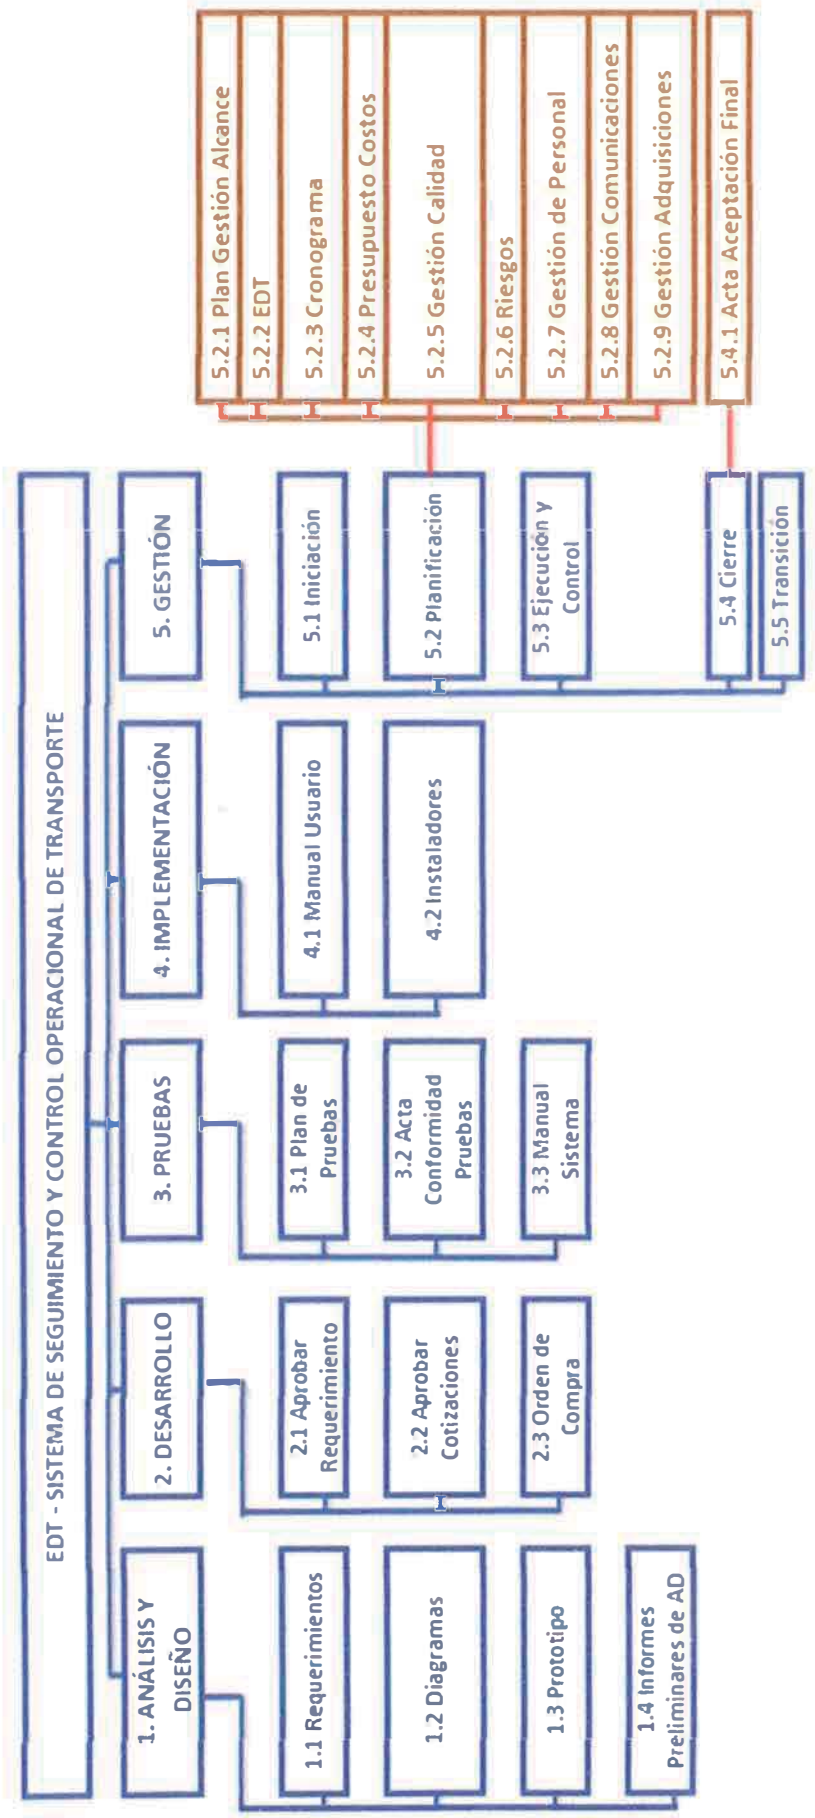 EDT - SISTEMA DE SEGUIMIENTO Y CONTROL OPERACIONAL DE TRANSPORTE
1. ANÁLISIS Y
DISEÑO
1.1 Requerimientos
1.2 Diagramas
1.3 Prototipo
1.4 Informes
Preliminares de AD
2. DESARROLLO
2.1 Aprobar
Requerimiento
2.2 Aprobar
Cotizaciones
2.3 Orden de
Compra
3. PRUEBAS
3.1 Plan de
Pruebas
3.2 Acta
Conformidad
Pruebas
3.3 Manual
Sistema
4. IMPLEMENTACIÓN
4.1 Manual Usuario
4.2 Instaladores
5. GESTIÓN
5.1 Iniciación
5.2 Planificación
5.3 Ejecución y
Control
5.4 Cierre
5.5 Transición
5.2.1 Plan Gestión Alcance
5.2.2 EDT
5.2.3 Cronograma
5.2.4 Presupuesto Costos
5.2.5 Gestión Calidad
5.2.6 Riesgos
5.2.7 Gestión de Personal
5.2.8 Gestión Comunicaciones
5.2.9 Gestión Adquisiciones
5.4.1 Acta Aceptación Final